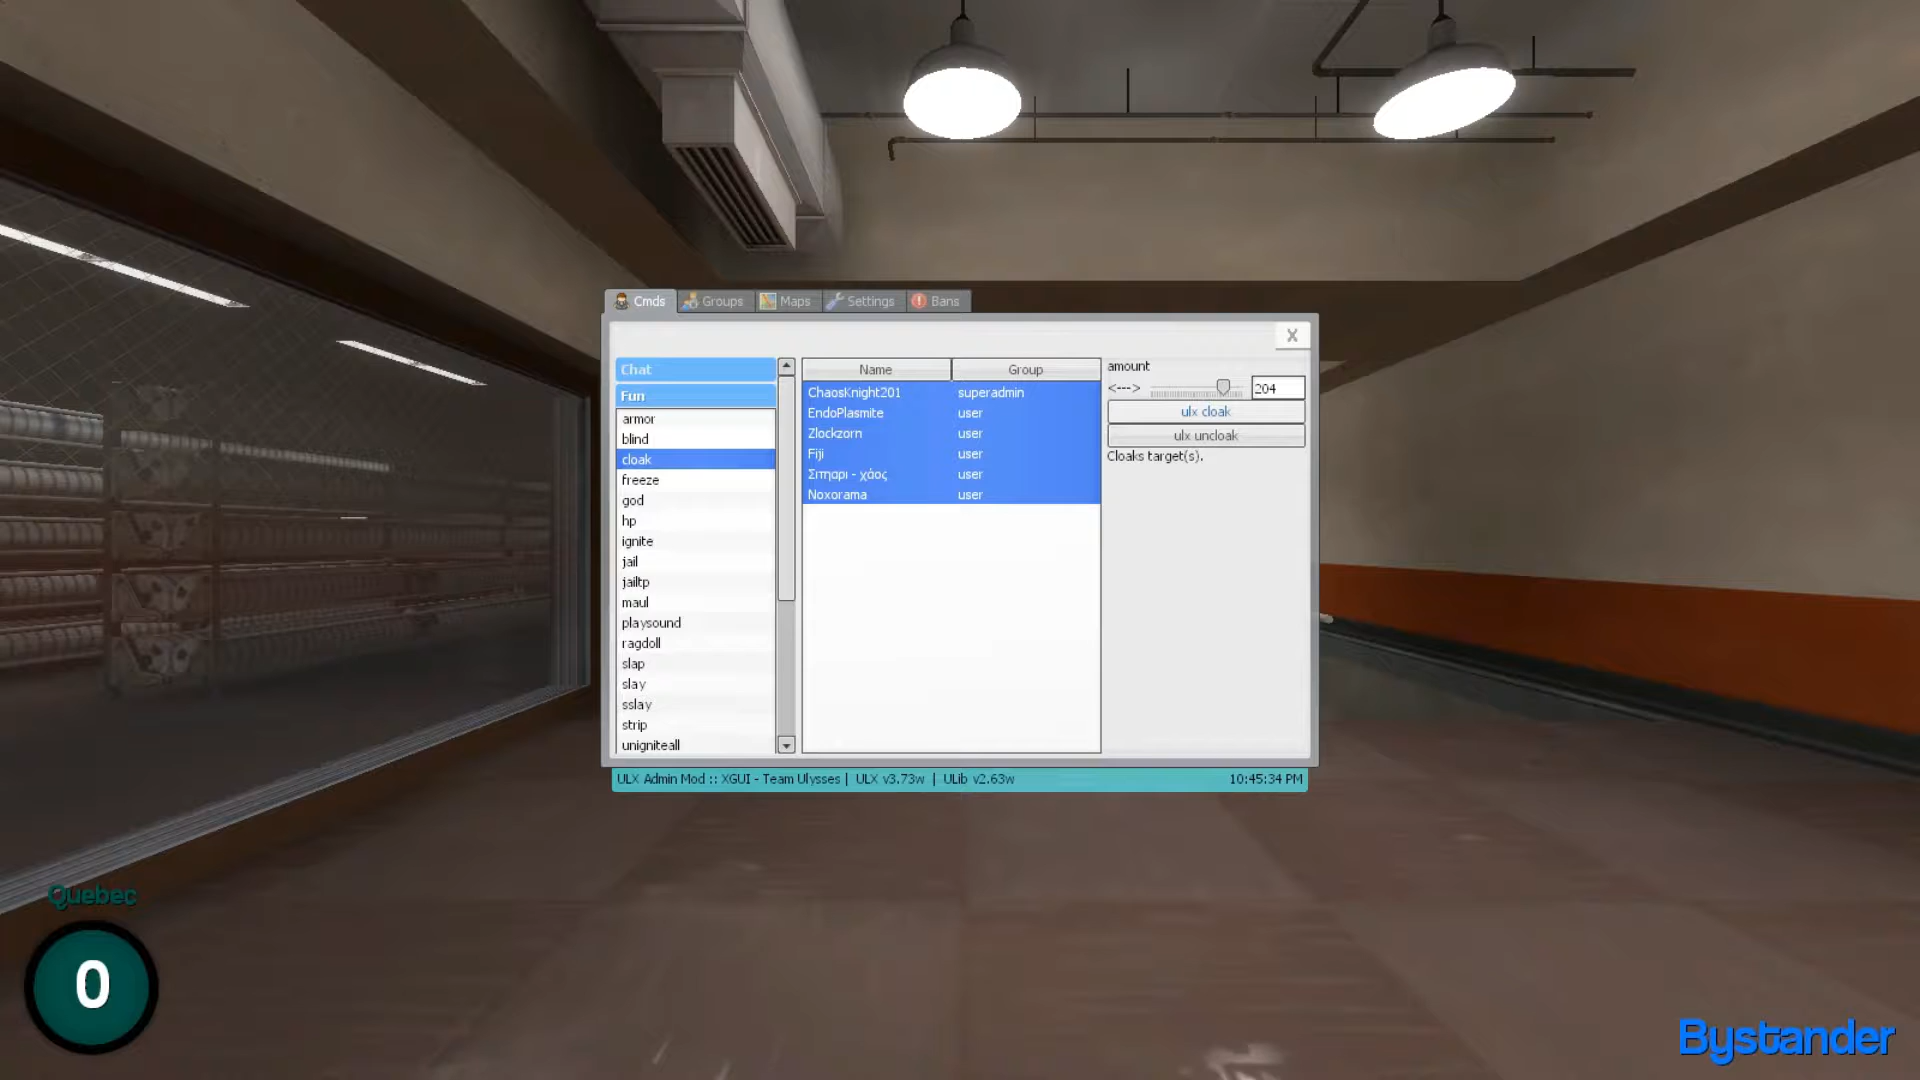 Cmds Groups Maps Settings Bans
X
Chat
Fun
armor
blind
cloak
freeze
god
hp
ignite
jail
jailtp
maul
playsound
ragdoll
slap
slay
sslay
strip
unigniteall
Name Group
ChaosKnight201 superadmin
EndoPlasmite user
Zlockzorn user
Fiji user
Σπηαρι - χάος user
Noxorama user
amount
<---> 204
ulx cloak
ulx uncloak
Cloaks target(s).
ULX Admin Mod :: XGUI - Team Ulysses | ULX v3.73w | ULib v2.63w 10:45:34 PM
Quebec
0
Bystander